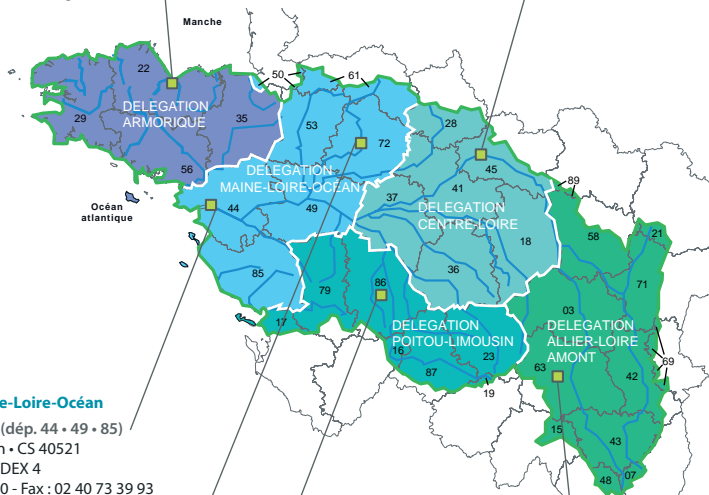 Manche
50
61
22
DELEGATION
ARMORIQUE
29
35
56
53
72
DELEGATION
MAINE-LOIRE-OCEAN
44
49
85
28
45
41
37
DELEGATION
CENTRE-LOIRE
18
36
89
Océan
atlantique
58
21
71
79
86
17
DELEGATION
POITOU-LIMOUSIN
16
23
87
19
03
DELEGATION
ALLIER-LOIRE
AMONT
63
69
42
15
43
48
07
e-Loire-Océan
(dép. 44 • 49 • 85)
n • CS 40521
DEX 4
0 - Fax : 02 40 73 39 93